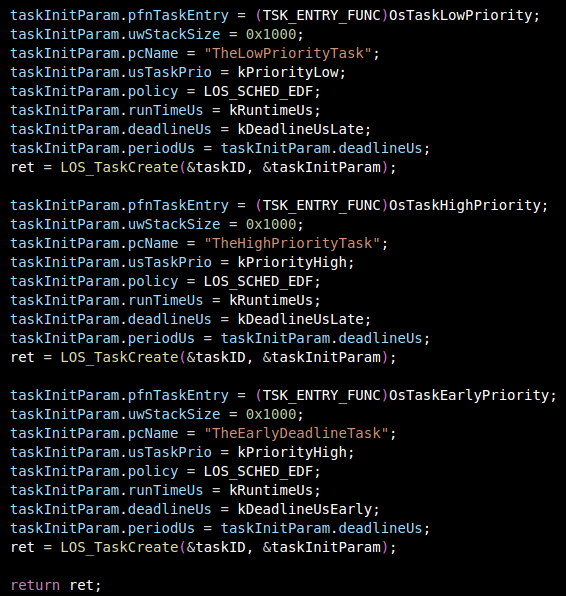 taskInitParam.pfnTaskEntry = (TSK_ENTRY_FUNC)OsTaskLowPriority;
taskInitParam.uwStackSize = 0x1000;
taskInitParam.pcName = "TheLowPriorityTask";
taskInitParam.usTaskPrio = kPriorityLow;
taskInitParam.policy = LOS_SCHED_EDF;
taskInitParam.runTimeUs = kRuntimeUs;
taskInitParam.deadlineUs = kDeadlineUsLate;
taskInitParam.periodUs = taskInitParam.deadlineUs;
ret = LOS_TaskCreate(&taskID, &taskInitParam);

taskInitParam.pfnTaskEntry = (TSK_ENTRY_FUNC)OsTaskHighPriority;
taskInitParam.uwStackSize = 0x1000;
taskInitParam.pcName = "TheHighPriorityTask";
taskInitParam.usTaskPrio = kPriorityHigh;
taskInitParam.policy = LOS_SCHED_EDF;
taskInitParam.runTimeUs = kRuntimeUs;
taskInitParam.deadlineUs = kDeadlineUsLate;
taskInitParam.periodUs = taskInitParam.deadlineUs;
ret = LOS_TaskCreate(&taskID, &taskInitParam);

taskInitParam.pfnTaskEntry = (TSK_ENTRY_FUNC)OsTaskEarlyPriority;
taskInitParam.uwStackSize = 0x1000;
taskInitParam.pcName = "TheEarlyDeadlineTask";
taskInitParam.usTaskPrio = kPriorityHigh;
taskInitParam.policy = LOS_SCHED_EDF;
taskInitParam.runTimeUs = kRuntimeUs;
taskInitParam.deadlineUs = kDeadlineUsEarly;
taskInitParam.periodUs = taskInitParam.deadlineUs;
ret = LOS_TaskCreate(&taskID, &taskInitParam);

return ret;